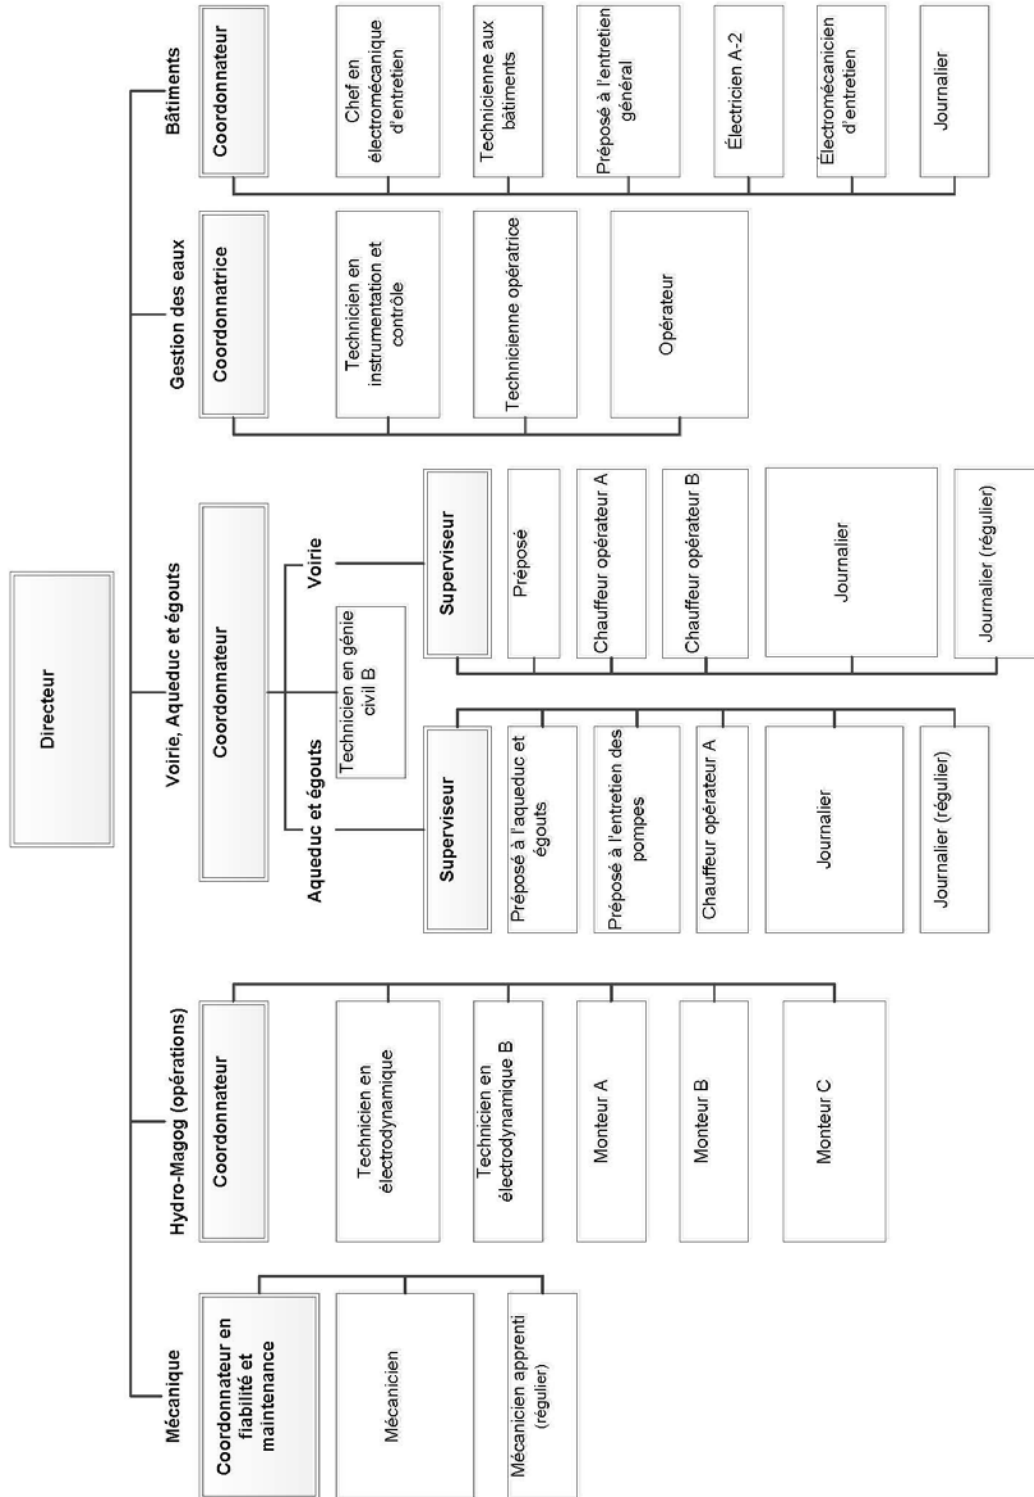 Directeur
Mécanique
Coordonnateur en
fiabilité et
maintenance
Mécanicien
Mécanicien apprenti
(régulier)
Hydro-Magog (opérations)
Coordonnateur
Technicien en
électrodynamique
Technicien en
électrodynamique B
Monteur A
Monteur B
Monteur C
Voirie, Aqueduc et égouts
Coordonnateur
Technicien en génie
civil B
Aqueduc et égouts
Superviseur
Préposé à l'aqueduc et
égouts
Préposé à l'entretien des
pompes
Chauffeur opérateur A
Journalier
Journalier (régulier)
Voirie
Superviseur
Préposé
Chauffeur opérateur A
Chauffeur opérateur B
Journalier
Journalier (régulier)
Gestion des eaux
Coordonnatrice
Technicien en
instrumentation et
contrôle
Technicienne opératrice
Opérateur
Bâtiments
Coordonnateur
Chef en
électromécanique
d'entretien
Technicienne aux
bâtiments
Préposé à l'entretien
général
Électricien A-2
Électromécanicien
d'entretien
Journalier